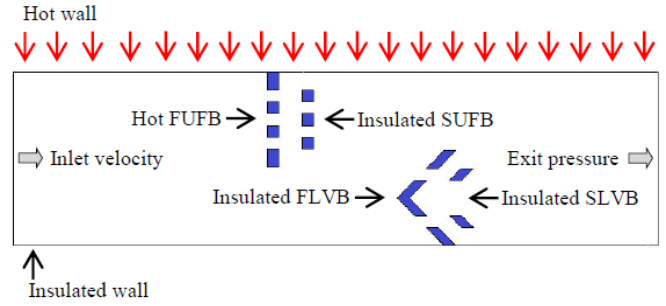 Hot wall
Hot FUFB
Insulated SUFB
Inlet velocity
Exit pressure
Insulated FLVB
Insulated SLVB
Insulated wall